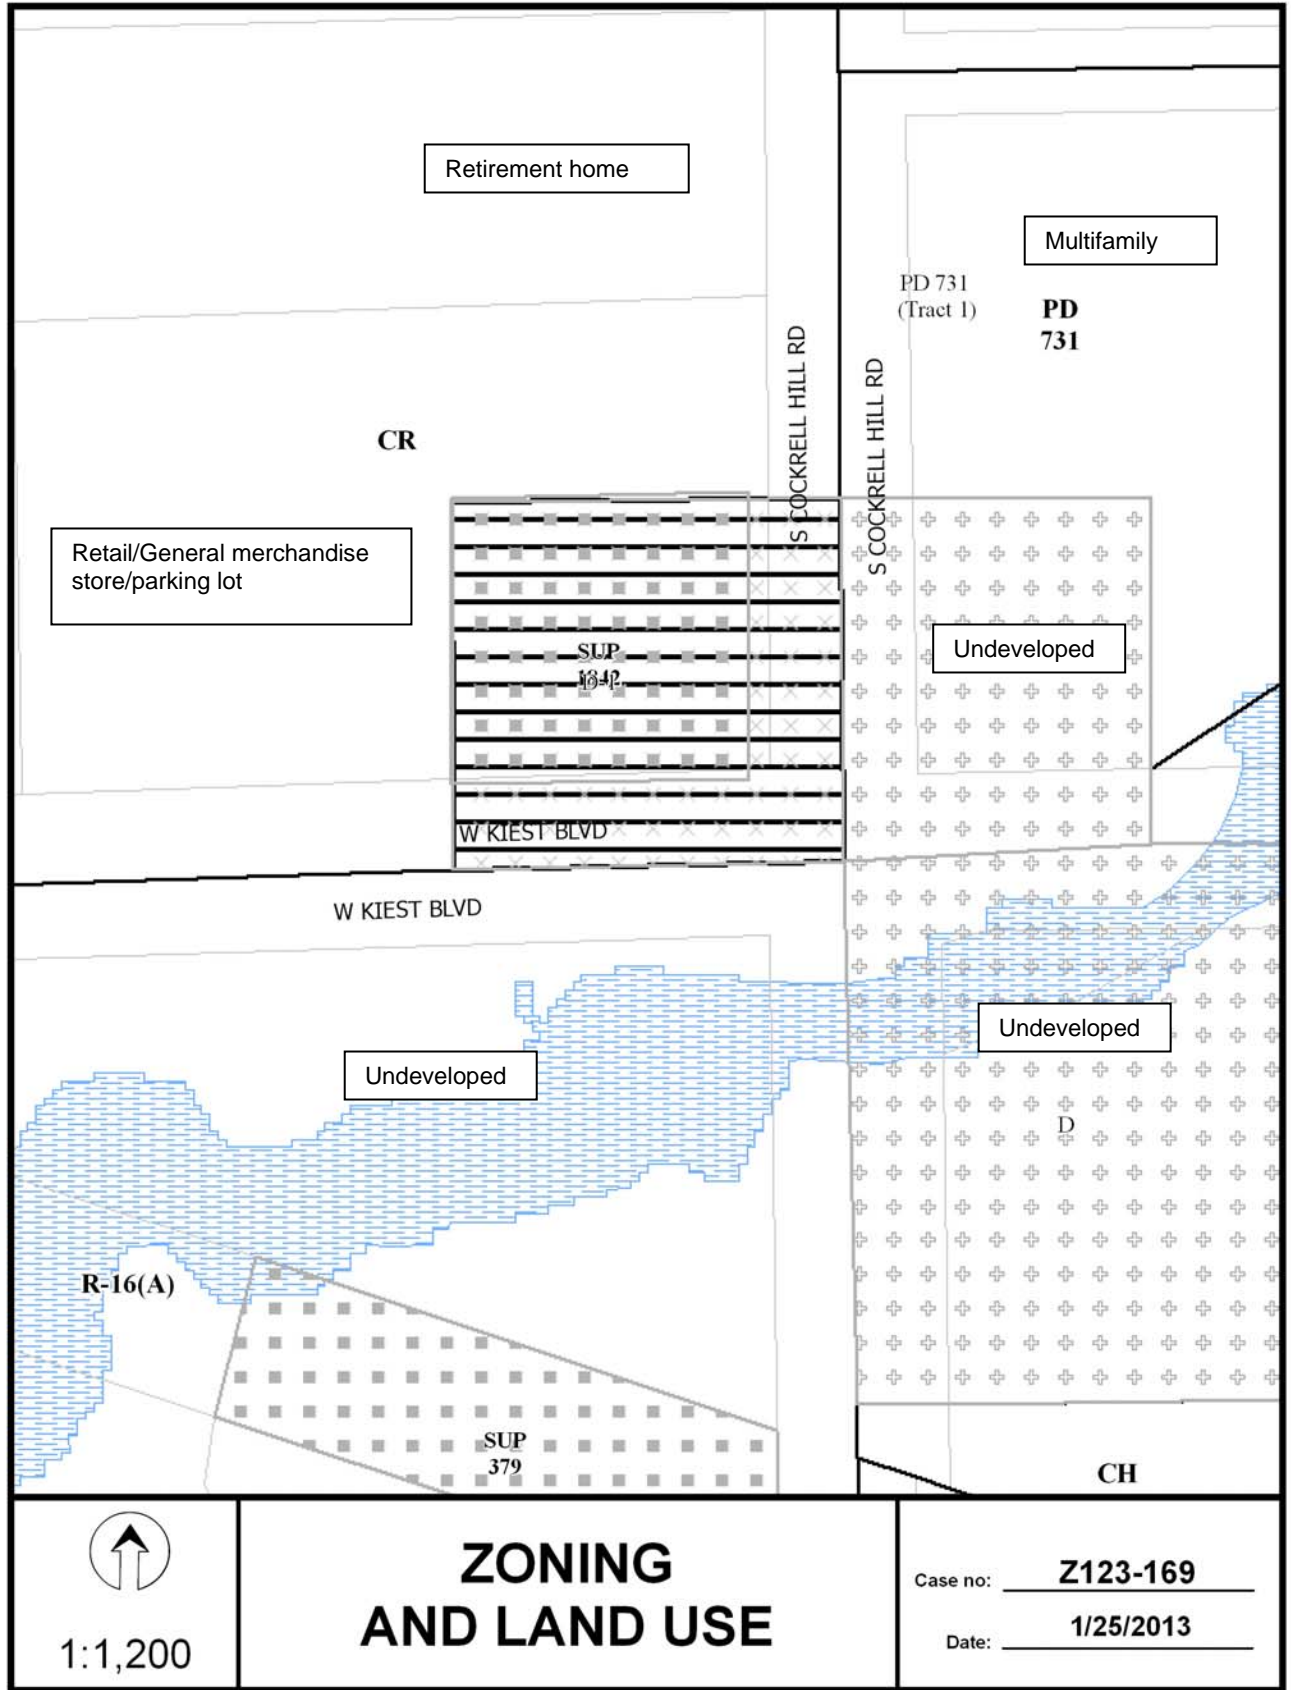 Retirement home
Multifamily
PD 731
(Tract 1)
PD
731
S COCKRELL HILL RD
S COCKRELL HILL RD
CR
Retail/General merchandise
store/parking lot
Undeveloped
SUP
W KIEST BLVD
W KIEST BLVD
Undeveloped
Undeveloped
D
R-16(A)
SUP
379
CH
1:1,200
ZONING
AND LAND USE
Case no: Z123-169
Date: 1/25/2013